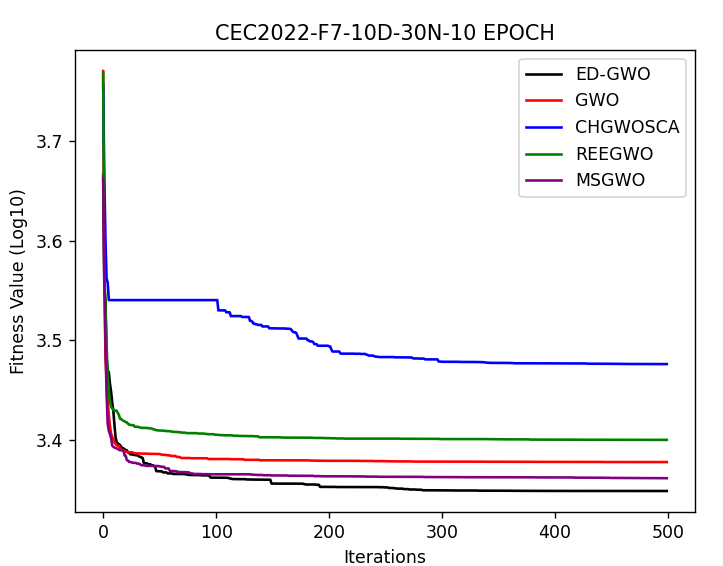 CEC2022-F7-10D-30N-10 EPOCH
ED-GWO
GWO
CHGWOSCA
REEGWO
MSGWO
Fitness Value (Log10)
3.7
3.6
3.5
3.4
0 100 200 300 400 500
Iterations